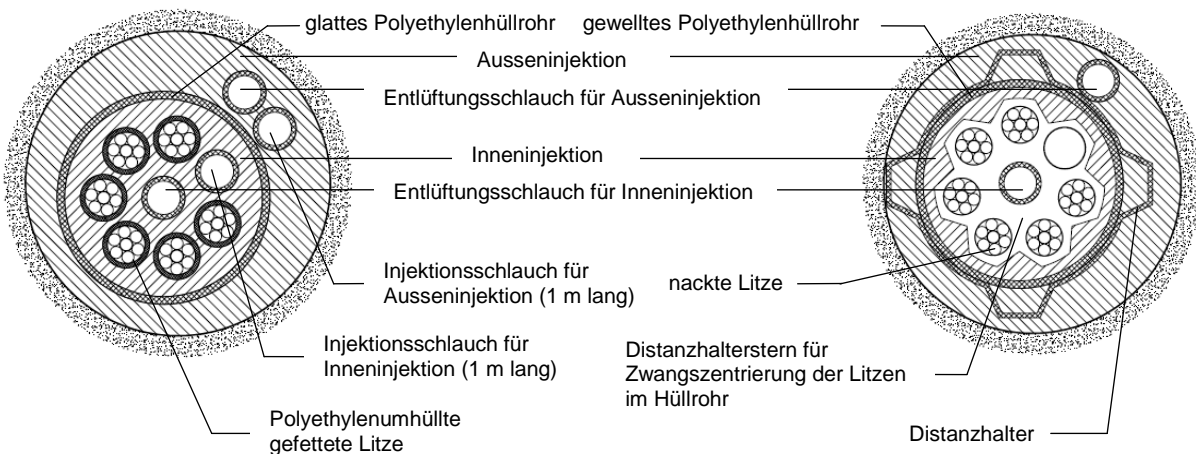 glattes Polyethylenhüllrohr
gewelltes Polyethylenhüllrohr
Ausseninjektion
Entlüftungsschlauch für Ausseninjektion
Inneninjektion
Entlüftungsschlauch für Inneninjektion
Injektionsschlauch für
Ausseninjektion (1 m lang)
nackte Litze
Injektionsschlauch für
Inneninjektion (1 m lang)
Distanzhalterstern für
Zwangszentrierung der Litzen
im Hüllrohr
Polyethylenumhüllte
gefettete Litze
Distanzhalter